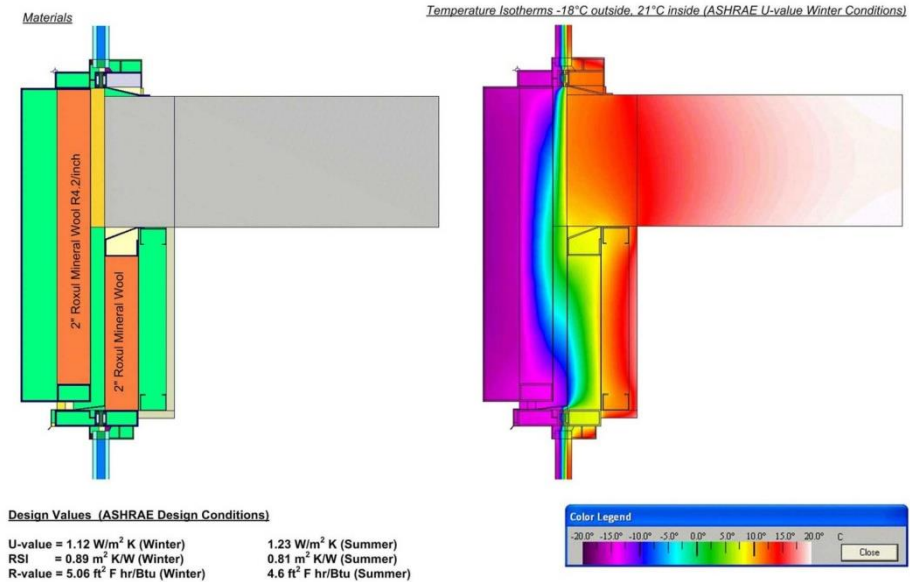 Materials
Temperature Isotherms -18°C outside, 21°C inside (ASHRAE U-value Winter Conditions)
2" Roxul Mineral Wool R4.2/inch
2" Roxul Mineral Wool
Design Values (ASHRAE Design Conditions)
U-value = 1.12 W/m² K (Winter) 1.23 W/m² K (Summer)
RSI = 0.89 m² K/W (Winter) 0.81 m² K/W (Summer)
R-value = 5.06 ft² F hr/Btu (Winter) 4.6 ft² F hr/Btu (Summer)
Color Legend
-20.0° -15.0° -10.0° -5.0° 0.0° 5.0° 10.0° 15.0° 20.0° C
Close